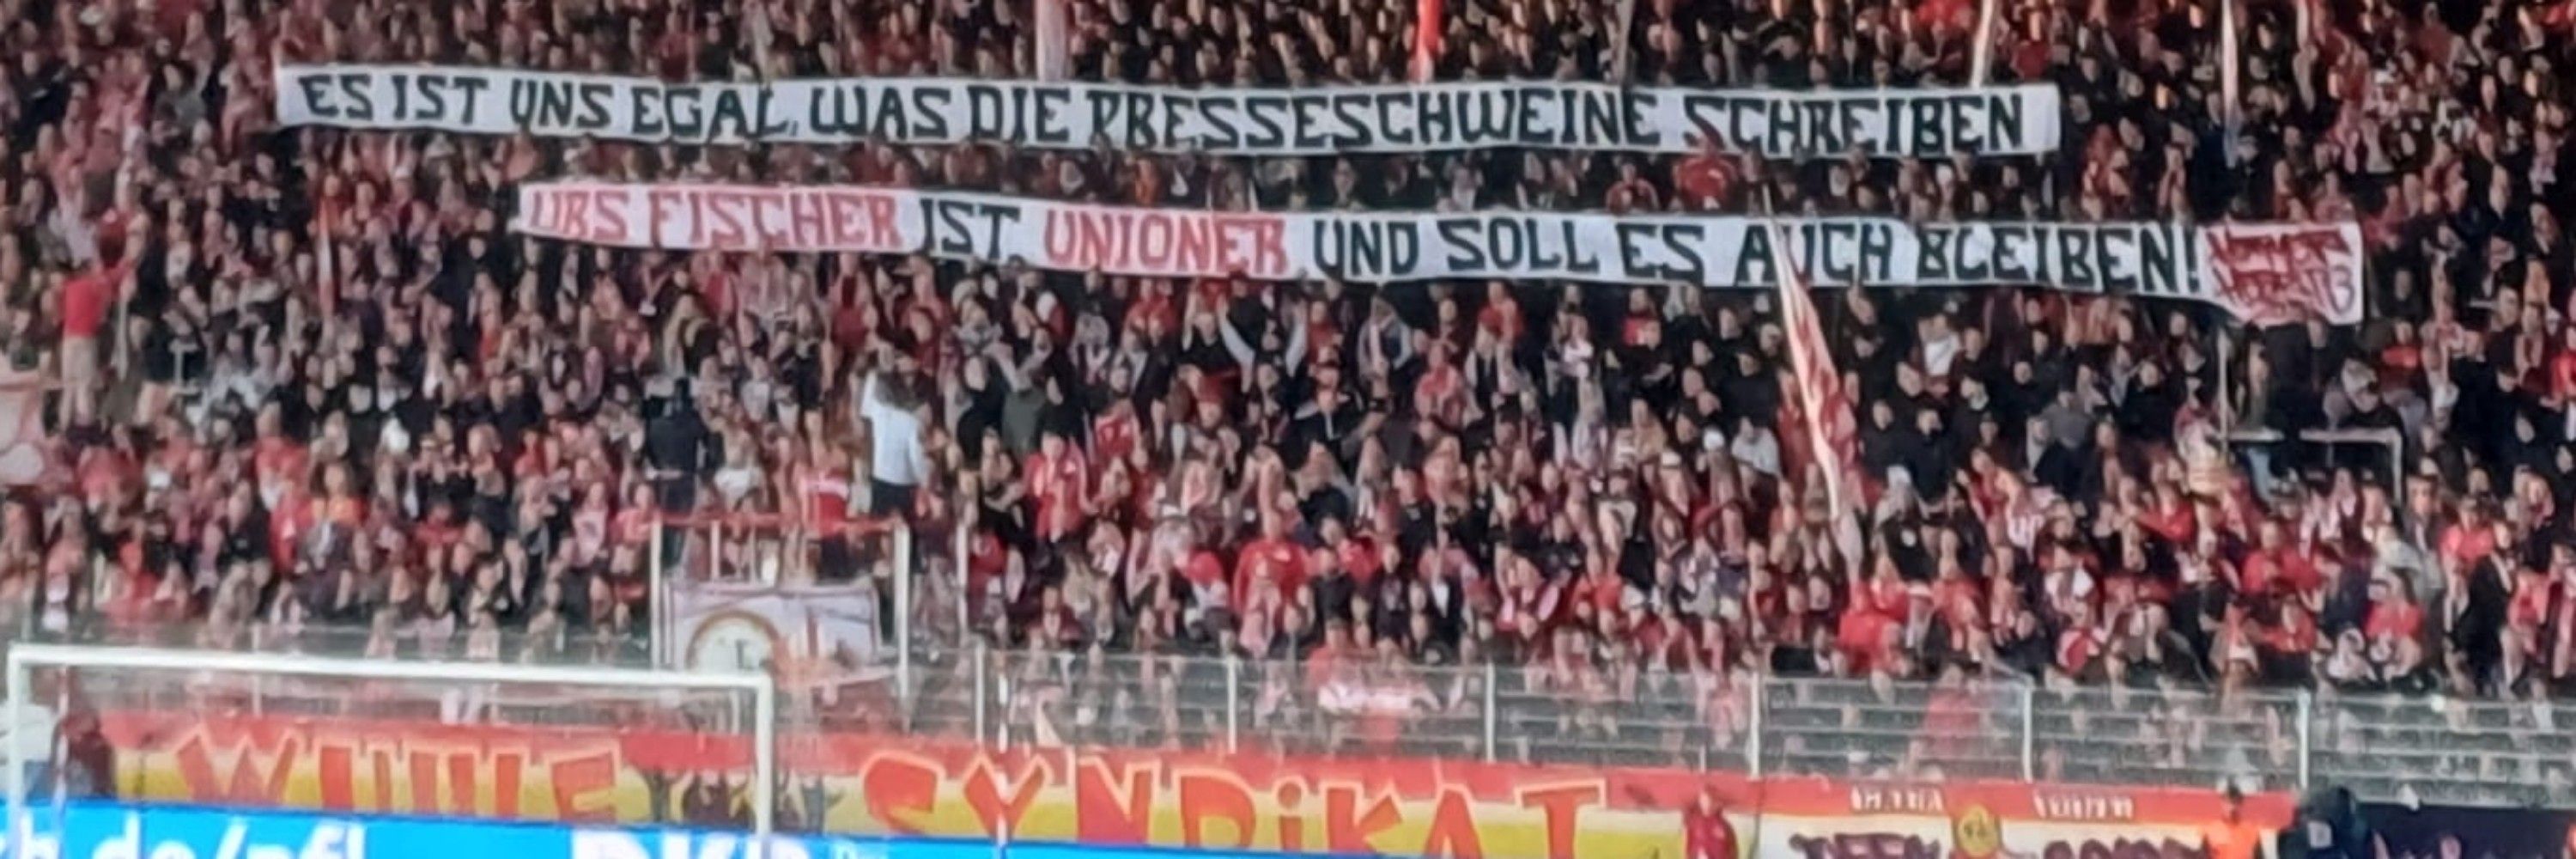 ES IST UNS EGAL, WAS DIE PRESSESCHWEINE SCHREIBEN
URS FISCHER IST UNIONER UND SOLL ES AUCH BLEIBEN!
WUHLE SYNDIKAT